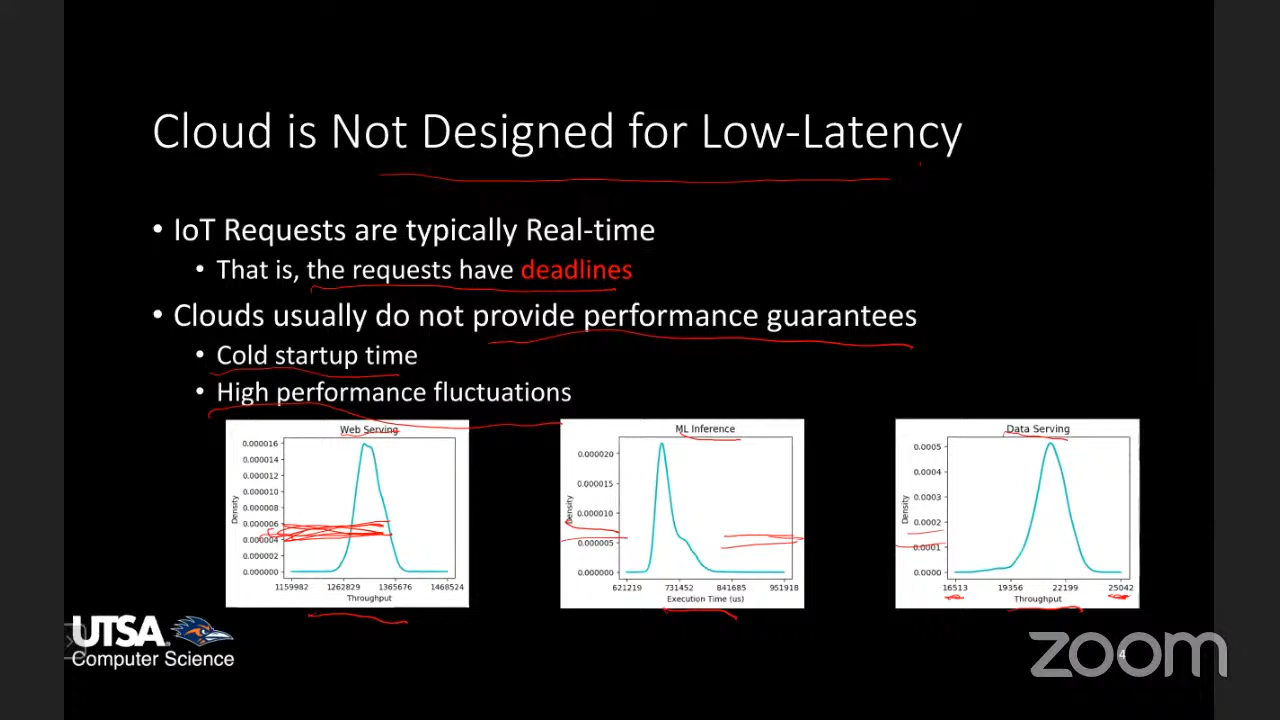 Cloud is Not Designed for Low-Latency
• IoT Requests are typically Real-time
• That is, the requests have deadlines
• Clouds usually do not provide performance guarantees
• Cold startup time
• High performance fluctuations
Web Serving
0.000016
0.000014
0.000012
0.000010
0.000008
0.000006
0.000004
0.000002
0.000000
Density
1159982 1262829 1365676 1468524
Throughput
ML Inference
0.000020
0.000015
0.000010
0.000005
0.000000
Density
621219 731452 841685 951918
Execution Time (us)
Data Serving
0.0005
0.0004
0.0003
0.0002
0.0001
0.0000
Density
16513 19356 22199 25042
Throughput
UTSA
Computer Science
4
zoom